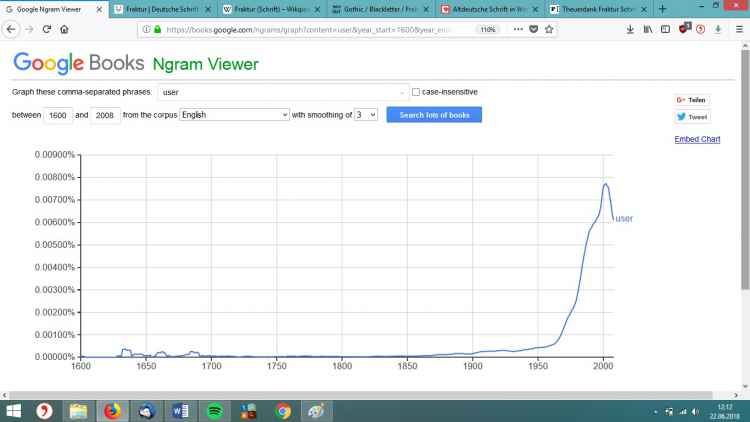 Google Ngram Viewer
Fraktur | Deutsche Schrift
Fraktur (Schrift) – Wikipe
Gothic / Blackletter / Frak
Altdeutsche Schrift in Wor
Theuerdank Fraktur Schri
https://books.google.com/ngrams/graph?content=user&year_start=1600&year_en
110%
Google Books Ngram Viewer
Graph these comma-separated phrases: user case-insensitive
between 1600 and 2008 from the corpus English with smoothing of 3 Search lots of books
Teilen
Tweet
Embed Chart
0.00900%
0.00800%
0.00700%
0.00600%
0.00500%
0.00400%
0.00300%
0.00200%
0.00100%
0.00000%
user
1600 1650 1700 1750 1800 1850 1900 1950 2000
12:12
22.06.2018